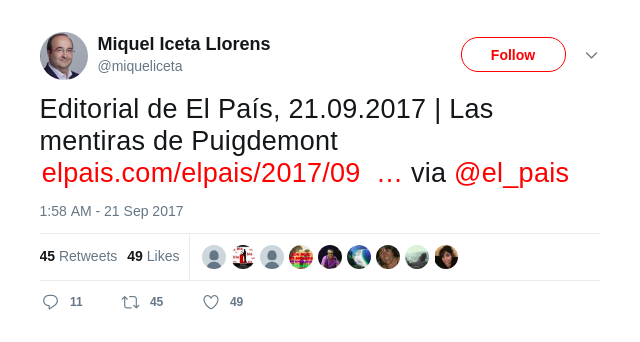 Miquel Iceta Llorens
@miqueliceta
Follow
Editorial de El País, 21.09.2017 | Las
mentiras de Puigdemont
elpais.com/elpais/2017/09 … via @el_pais
1:58 AM - 21 Sep 2017
45 Retweets 49 Likes
11 45 49